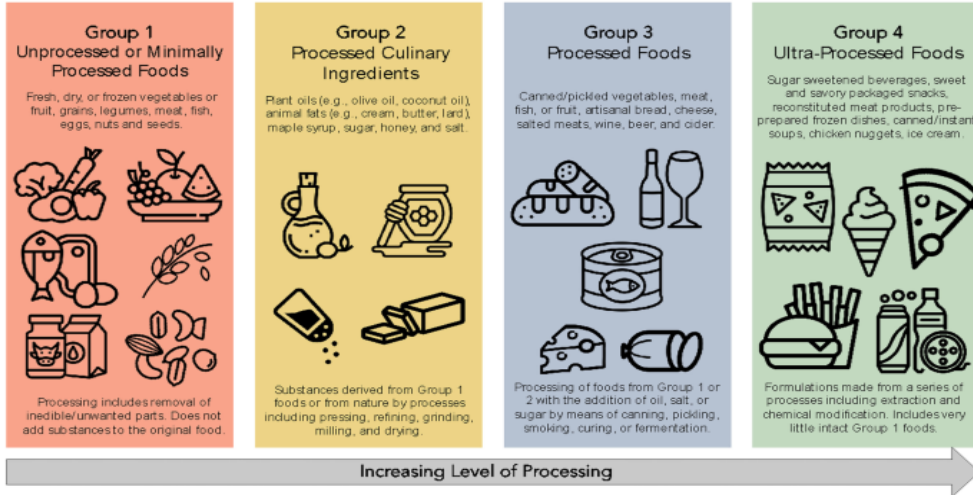 Group 1
Unprocessed or Minimally
Processed Foods
Fresh, dry, or frozen vegetables or
fruit, grains, legumes, meat, fish,
eggs, nuts and seeds.
Processing includes removal of
inedible/unwanted parts. Does not
add substances to the original food.
Group 2
Processed Culinary
Ingredients
Plant oils (e.g., olive oil, coconut oil),
animal fats (e.g., cream, butter, lard),
maple syrup, sugar, honey, and salt.
Substances derived from Group 1
foods or from nature by processes
including pressing, refining, grinding,
milling, and drying.
Group 3
Processed Foods
Canned/pickled vegetables, meat,
fish, or fruit, artisanal bread, cheese,
salted meats, wine, beer, and cider.
Processing of foods from Group 1 or
2 with the addition of oil, salt, or
sugar by means of canning, pickling,
smoking, curing, or fermentation.
Group 4
Ultra-Processed Foods
Sugar sweetened beverages, sweet
and savory packaged snacks,
reconstituted meat products, pre-
prepared frozen dishes, canned/instant
soups, chicken nuggets, ice cream.
Formulations made from a series of
processes including extraction and
chemical modification. Includes very
little intact Group 1 foods.
Increasing Level of Processing